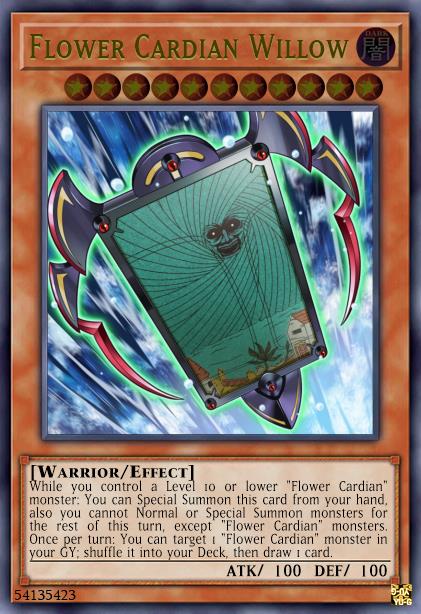 Flower Cardian Willow
DARK
闇
[Warrior/Effect]
While you control a Level 10 or lower "Flower Cardian"
monster: You can Special Summon this card from your hand,
also you cannot Normal or Special Summon monsters for
the rest of this turn, except "Flower Cardian" monsters.
Once per turn: You can target 1 "Flower Cardian" monster in
your GY; shuffle it into your Deck, then draw 1 card.
ATK/ 100 DEF/ 100
54135423